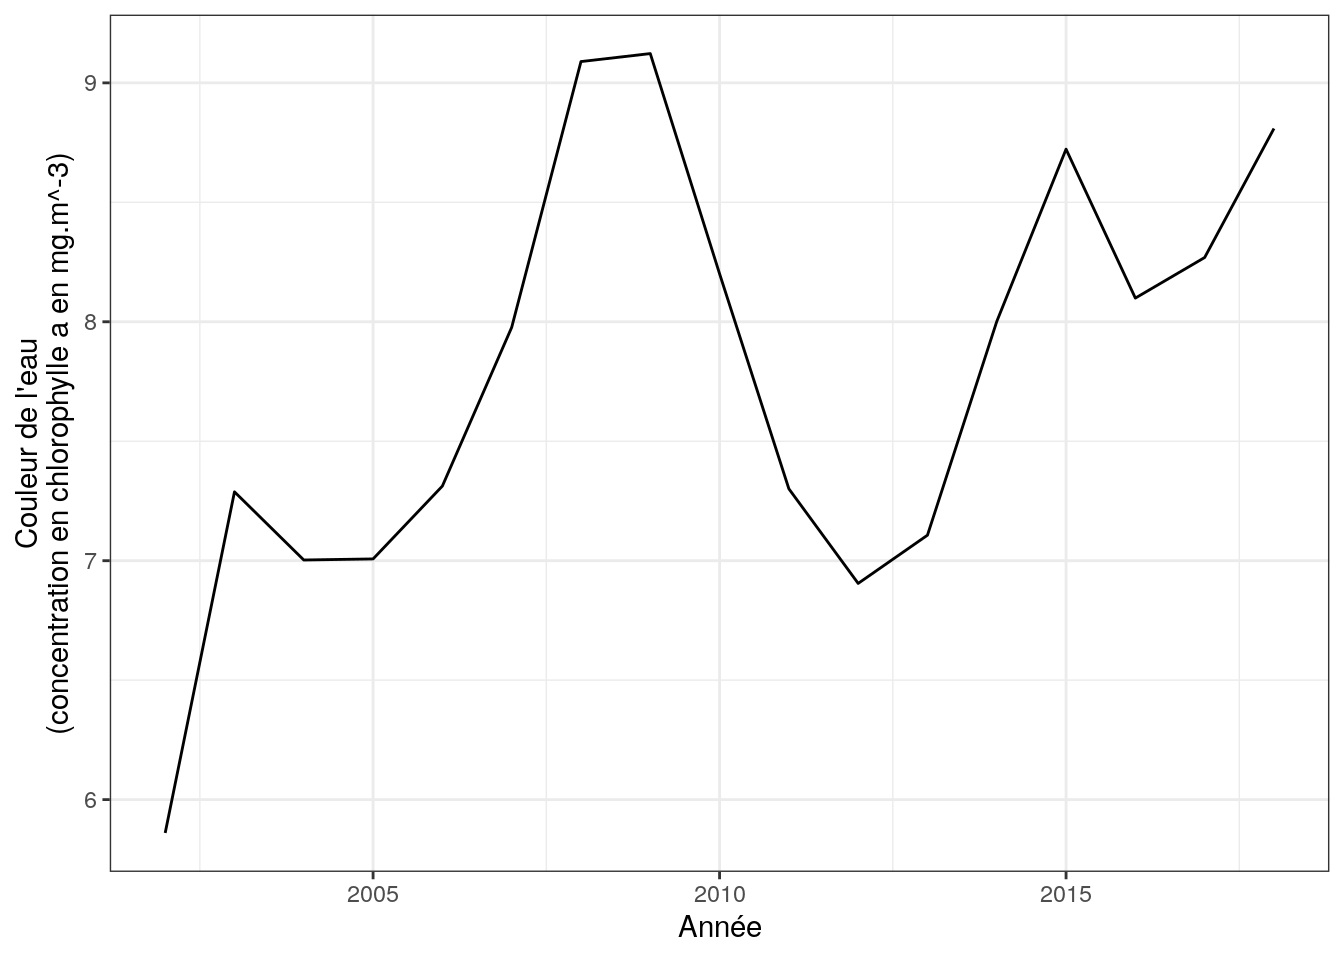 Couleur de l'eau
(concentration en chlorophylle a en mg.m^-3)
9
8
7
6
2005
2010
2015
Année